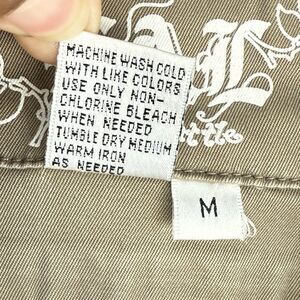 MACHINE WASH COLD
WITH LIKE COLORS
USE ONLY NON-
CHLORINE BLEACH
WHEN NEEDED
TUMBLE DRY MEDIUM
WARM IRON
AS NEEDED
M